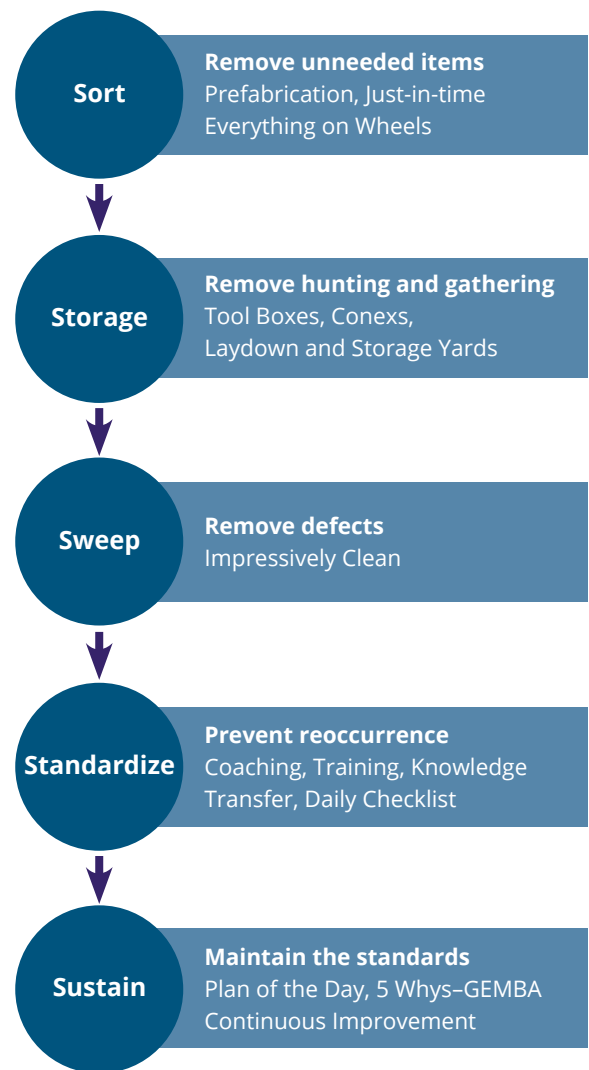 Sort
Remove unneeded items
Prefabrication, Just-in-time
Everything on Wheels
Storage
Remove hunting and gathering
Tool Boxes, Conexs,
Laydown and Storage Yards
Sweep
Remove defects
Impressively Clean
Standardize
Prevent reoccurrence
Coaching, Training, Knowledge
Transfer, Daily Checklist
Sustain
Maintain the standards
Plan of the Day, 5 Whys–GEMBA
Continuous Improvement